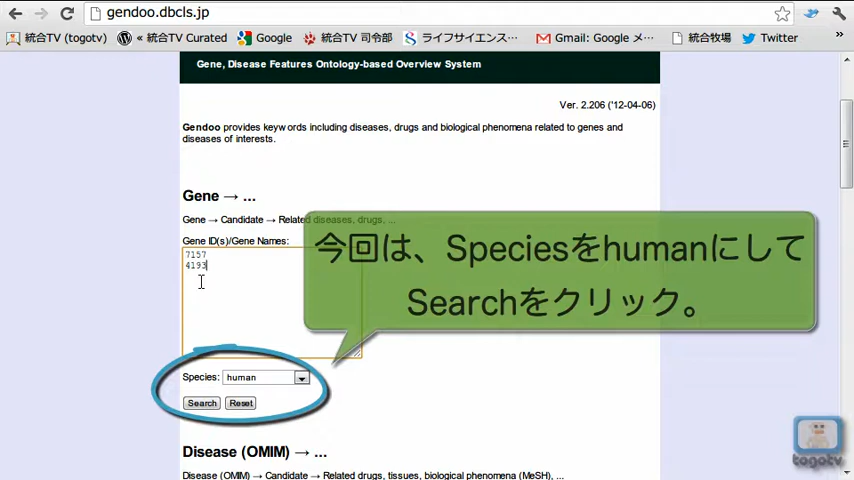 gendoo.dbcls.jp
統合TV (togotv)
« 統合TV Curated
Google
統合TV 司令部
ライフサイエンス…
Gmail: Google メ…
統合牧場
Twitter
»
Gene, Disease Features Ontology-based Overview System
Ver. 2.206 ('12-04-06)
Gendoo provides keywords including diseases, drugs and biological phenomena related to genes and
diseases of interests.
Gene → ...
Gene → Candidate → Related diseases, drugs, ...
Gene ID(s)/Gene Names:
7157
4193
今回は、Speciesをhumanにして
Searchをクリック。
Species: human
Search Reset
Disease (OMIM) → ...
Disease (OMIM) → Candidate → Related drugs, tissues, biological phenomena (MeSH), ...
togotv